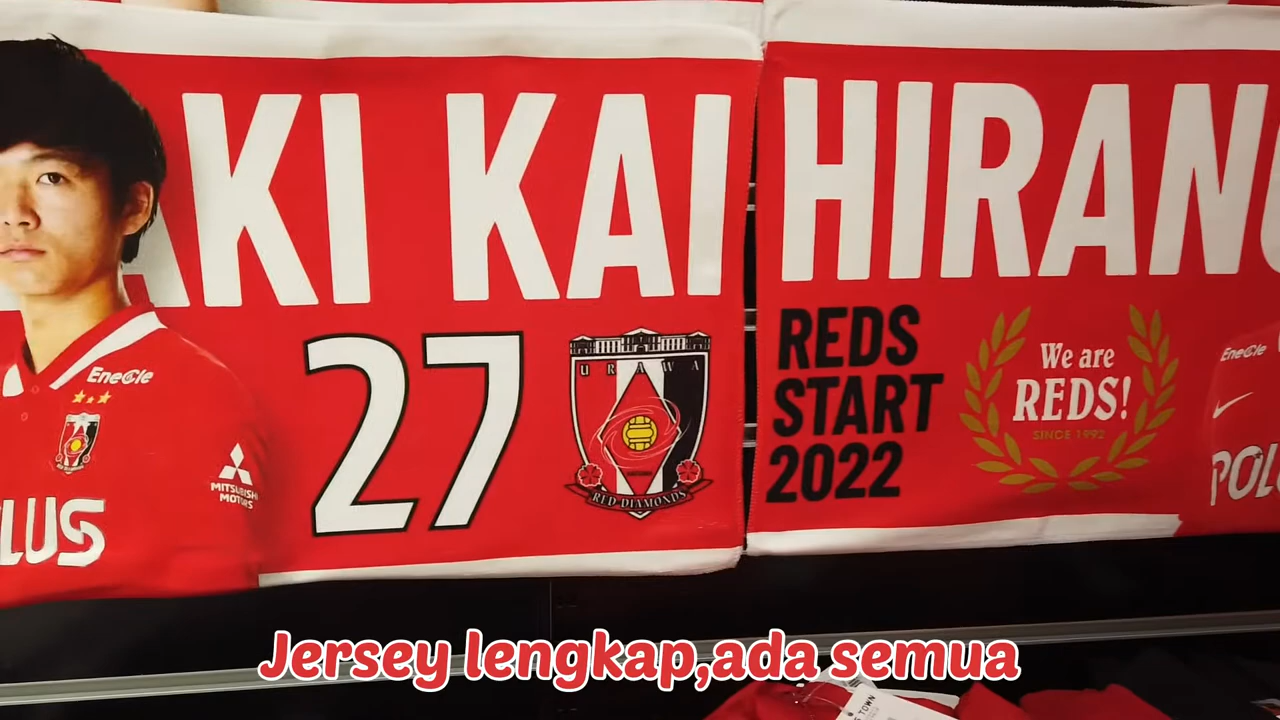 AKI KAI
27
URAWA
RED DIAMONDS
EneCle
MITSUBISHI
MOTORS
LUS
HIRAN
REDS
START
2022
We are
REDS!
SINCE 1992
EneCle
POL
Jersey lengkap,ada semua
TOWN